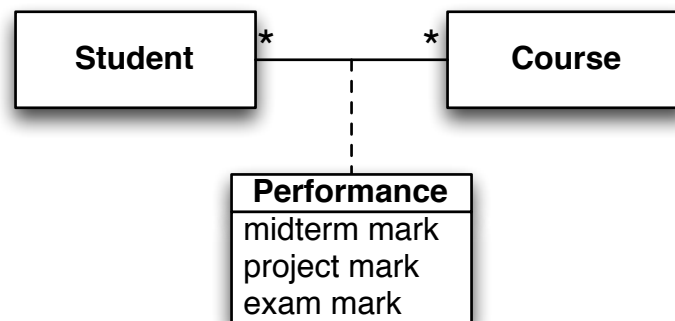 Student
*
*
Course
Performance
midterm mark
project mark
exam mark